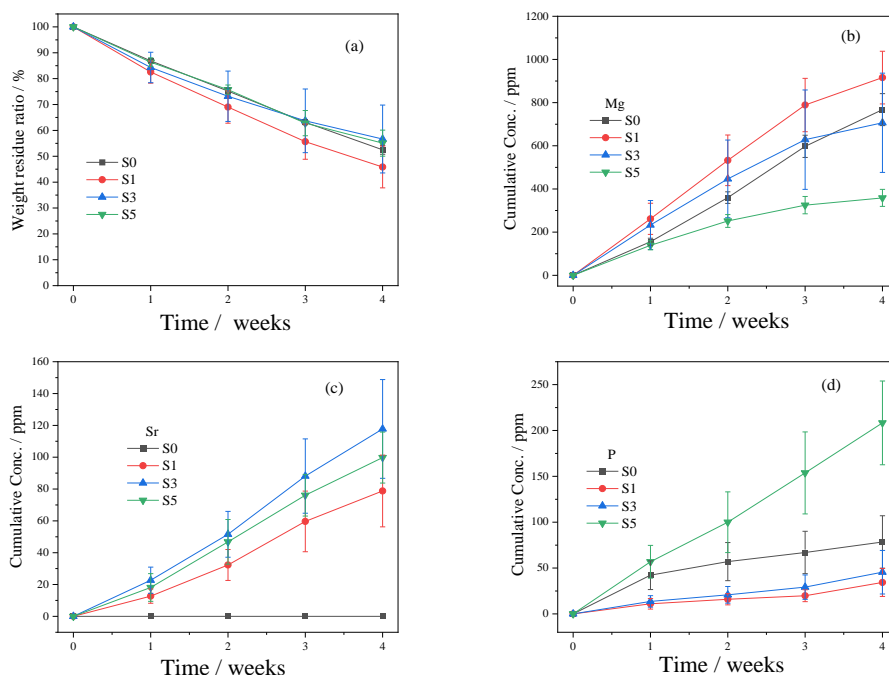 (a)
100
90
80
70
60
50
40
30
20
10
0
Weight residue ratio / %
S0
S1
S3
S5
0 1 2 3 4
Time / weeks
(b)
1200
1000
800
600
400
200
0
Cumulative Conc. / ppm
Mg
S0
S1
S3
S5
0 1 2 3 4
Time / weeks
(c)
160
140
120
100
80
60
40
20
0
Cumulative Conc. / ppm
Sr
S0
S1
S3
S5
0 1 2 3 4
Time / weeks
(d)
250
200
150
100
50
0
Cumulative Conc. / ppm
P
S0
S1
S3
S5
0 1 2 3 4
Time / weeks